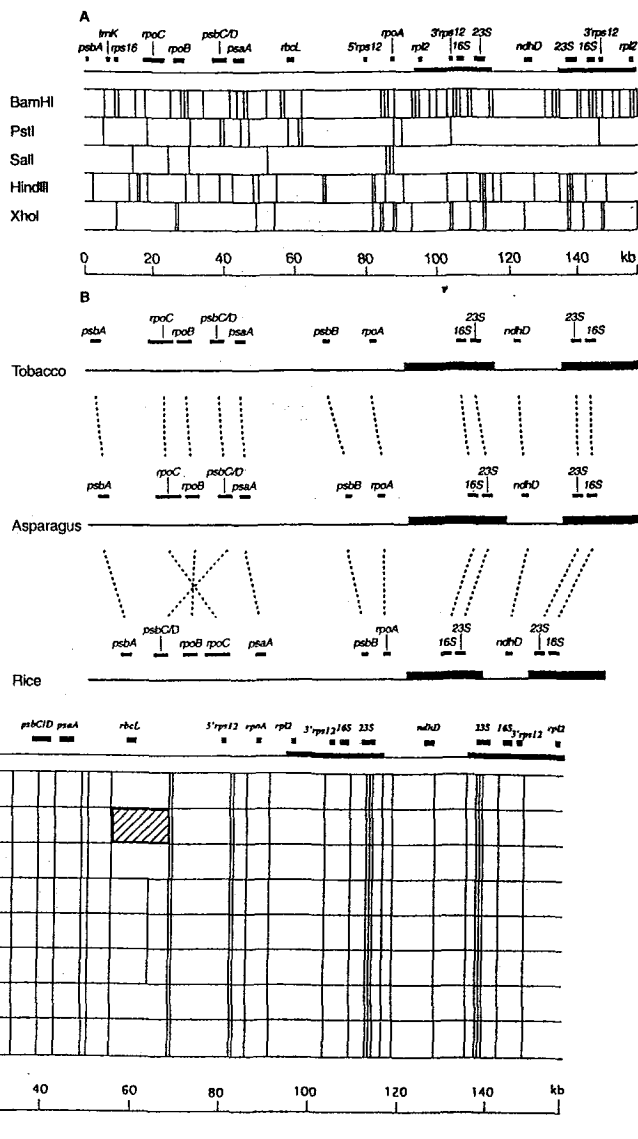 A
trnK rpoC psbC/D rpoA 3'rps12 23S 3'rps12
psbA rps16 rpoB psaA rbcL 5'rps12 rpl2 16S ndhD 23S 16S rpl2
BamHI
PstI
SalI
HindIII
XhoI
0 20 40 60 80 100 120 140 kb
B
rpoC psbC/D 23S 23S
psbA rpoB psaA psbB rpoA 16S ndhD 16S
Tobacco
rpoC psbC/D 23S 23S
psbA rpoB psaA psbB rpoA 16S ndhD 16S
Asparagus
psbC/D rpoA 23S 23S
psbA rpoB rpoC psaA psbB 16S ndhD 16S
Rice
psbC/D psaA rbcL 5'rps12 rpoA rpl2 3'rps12 16S 23S ndhD 23S 16S 3'rps12 rpl2
40 60 80 100 120 140 kb